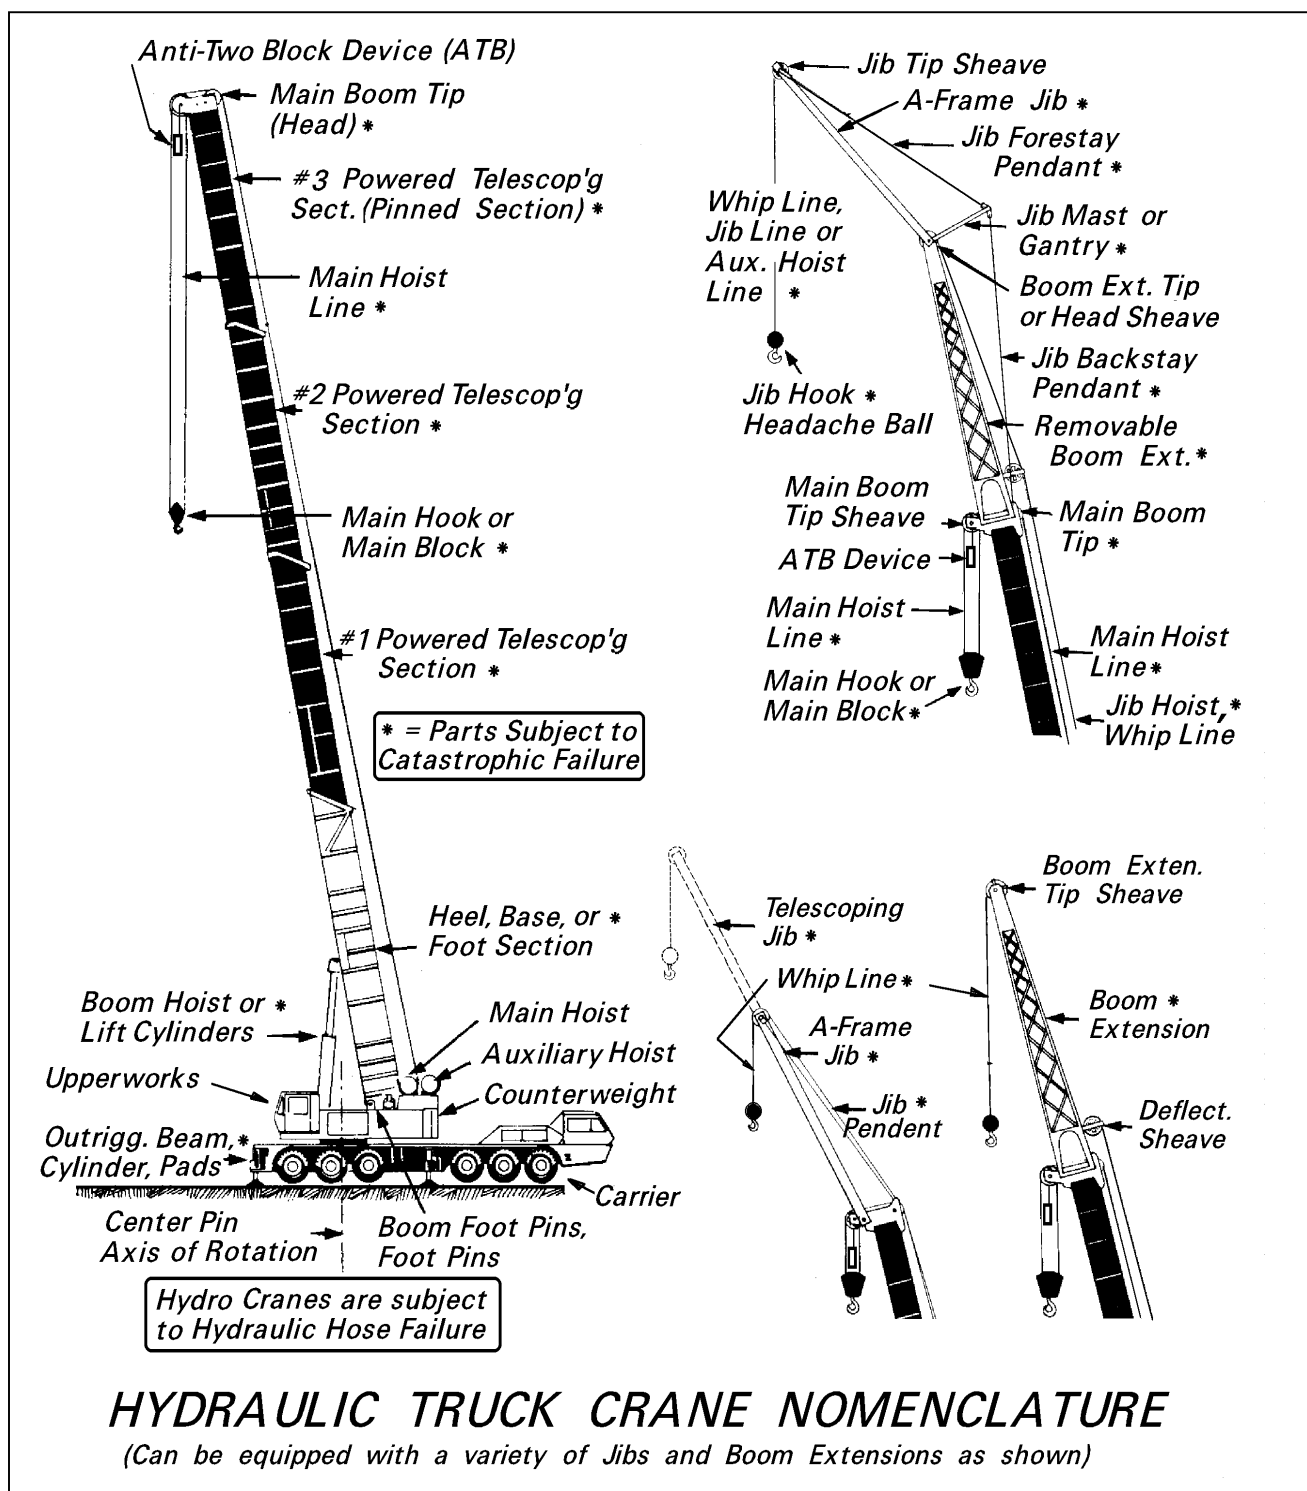 Anti-Two Block Device (ATB)
Main Boom Tip
(Head) *
#3 Powered Telescop'g
Sect. (Pinned Section) *
Main Hoist
Line *
#2 Powered Telescop'g
Section *
Main Hook or
Main Block *
#1 Powered Telescop'g
Section *
* = Parts Subject to
Catastrophic Failure
Heel, Base, or *
Foot Section
Boom Hoist or *
Lift Cylinders
Main Hoist
Auxiliary Hoist
Upperworks
Counterweight
Outrigg. Beam, *
Cylinder, Pads
Carrier
Center Pin
Axis of Rotation
Boom Foot Pins,
Foot Pins
Hydro Cranes are subject
to Hydraulic Hose Failure
Jib Tip Sheave
A-Frame Jib *
Jib Forestay
Pendant *
Whip Line,
Jib Line or
Aux. Hoist
Line *
Jib Mast or
Gantry *
Boom Ext. Tip
or Head Sheave
Jib Backstay
Pendant *
Jib Hook *
Headache Ball
Removable
Boom Ext. *
Main Boom
Tip Sheave
Main Boom
Tip *
ATB Device
Main Hoist
Line *
Main Hook or
Main Block *
Main Hoist
Line *
Jib Hoist, *
Whip Line
Telescoping
Jib *
Whip Line *
A-Frame
Jib *
Jib *
Pendent
Boom Exten.
Tip Sheave
Boom *
Extension
Deflect.
Sheave
HYDRAULIC TRUCK CRANE NOMENCLATURE
(Can be equipped with a variety of Jibs and Boom Extensions as shown)